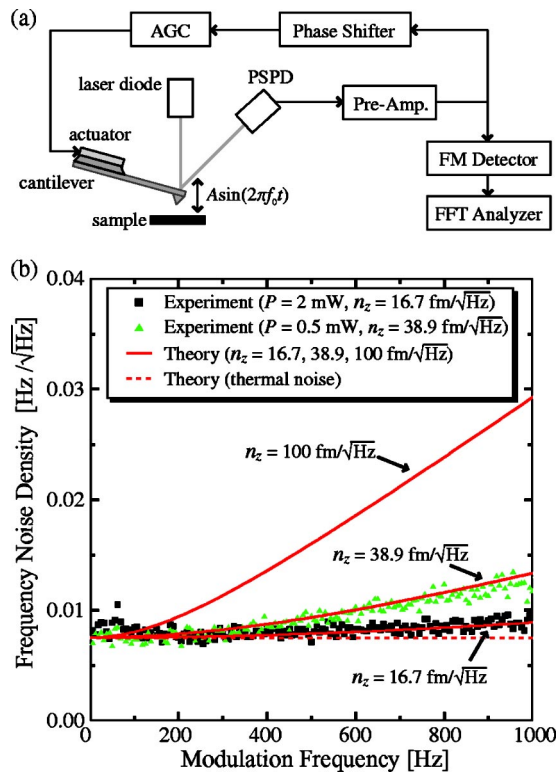 (a)
AGC
Phase Shifter
PSPD
laser diode
Pre-Amp.
actuator
cantilever
FM Detector
Asin(2πf₀t)
sample
FFT Analyzer
(b)
0.04
Experiment (P = 2 mW, n_z = 16.7 fm/√Hz)
Experiment (P = 0.5 mW, n_z = 38.9 fm/√Hz)
Theory (n_z = 16.7, 38.9, 100 fm/√Hz)
Theory (thermal noise)
0.03
n_z = 100 fm/√Hz
0.02
n_z = 38.9 fm/√Hz
0.01
n_z = 16.7 fm/√Hz
0.00
Frequency Noise Density [Hz /√Hz]
0 200 400 600 800 1000
Modulation Frequency [Hz]